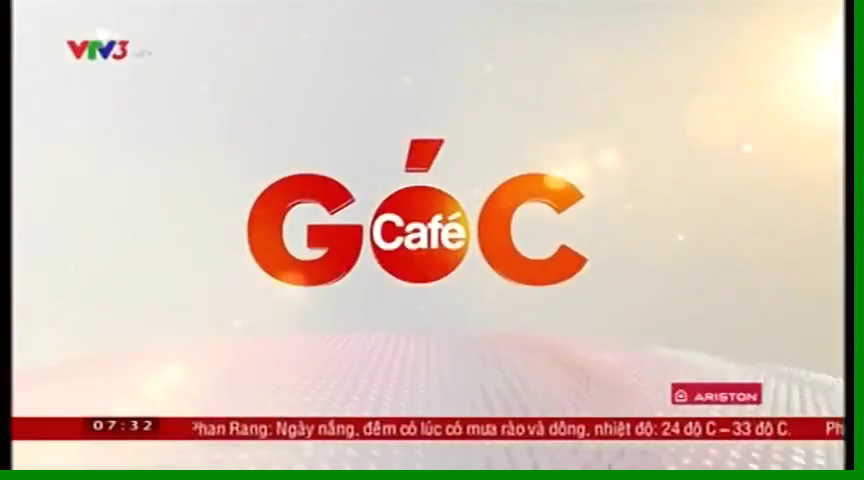 VTV3
GÓC
Café
ARISTON
07:32
Phan Rang: Ngày nắng, đêm có lúc có mưa rào và dông, nhiệt độ: 24 độ C – 33 độ C.
Ph